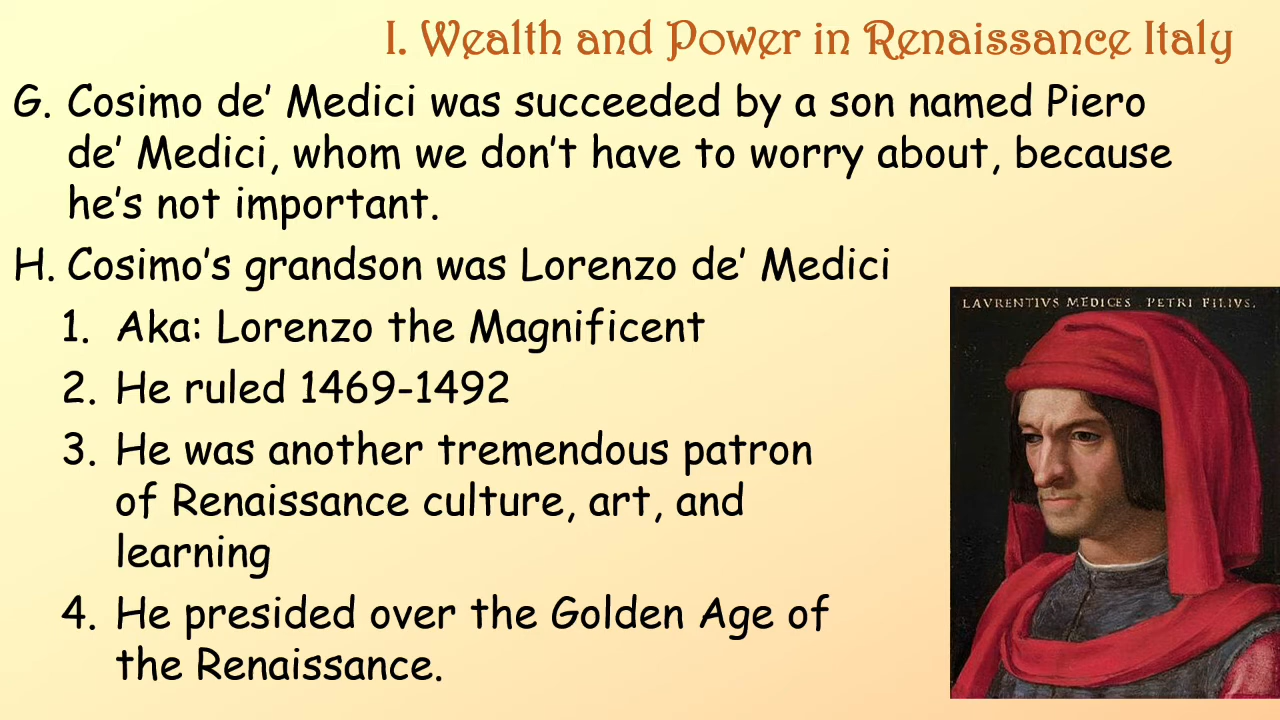 I. Wealth and Power in Renaissance Italy
G. Cosimo de’ Medici was succeeded by a son named Piero
de’ Medici, whom we don’t have to worry about, because
he’s not important.
H. Cosimo’s grandson was Lorenzo de’ Medici
LAVRENTIVS MEDICES PETRI FILIVS.
1. Aka: Lorenzo the Magnificent
2. He ruled 1469-1492
3. He was another tremendous patron
of Renaissance culture, art, and
learning
4. He presided over the Golden Age of
the Renaissance.